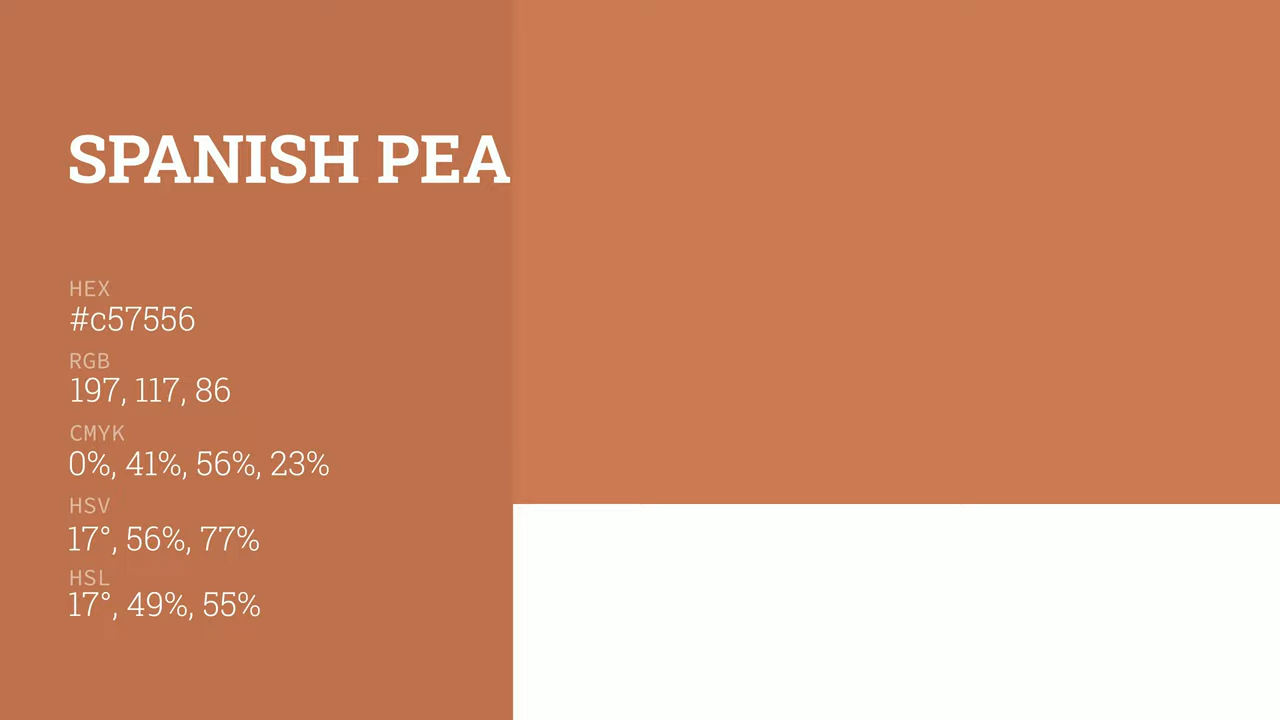 SPANISH PEA
HEX
#c57556
RGB
197, 117, 86
CMYK
0%, 41%, 56%, 23%
HSV
17°, 56%, 77%
HSL
17°, 49%, 55%